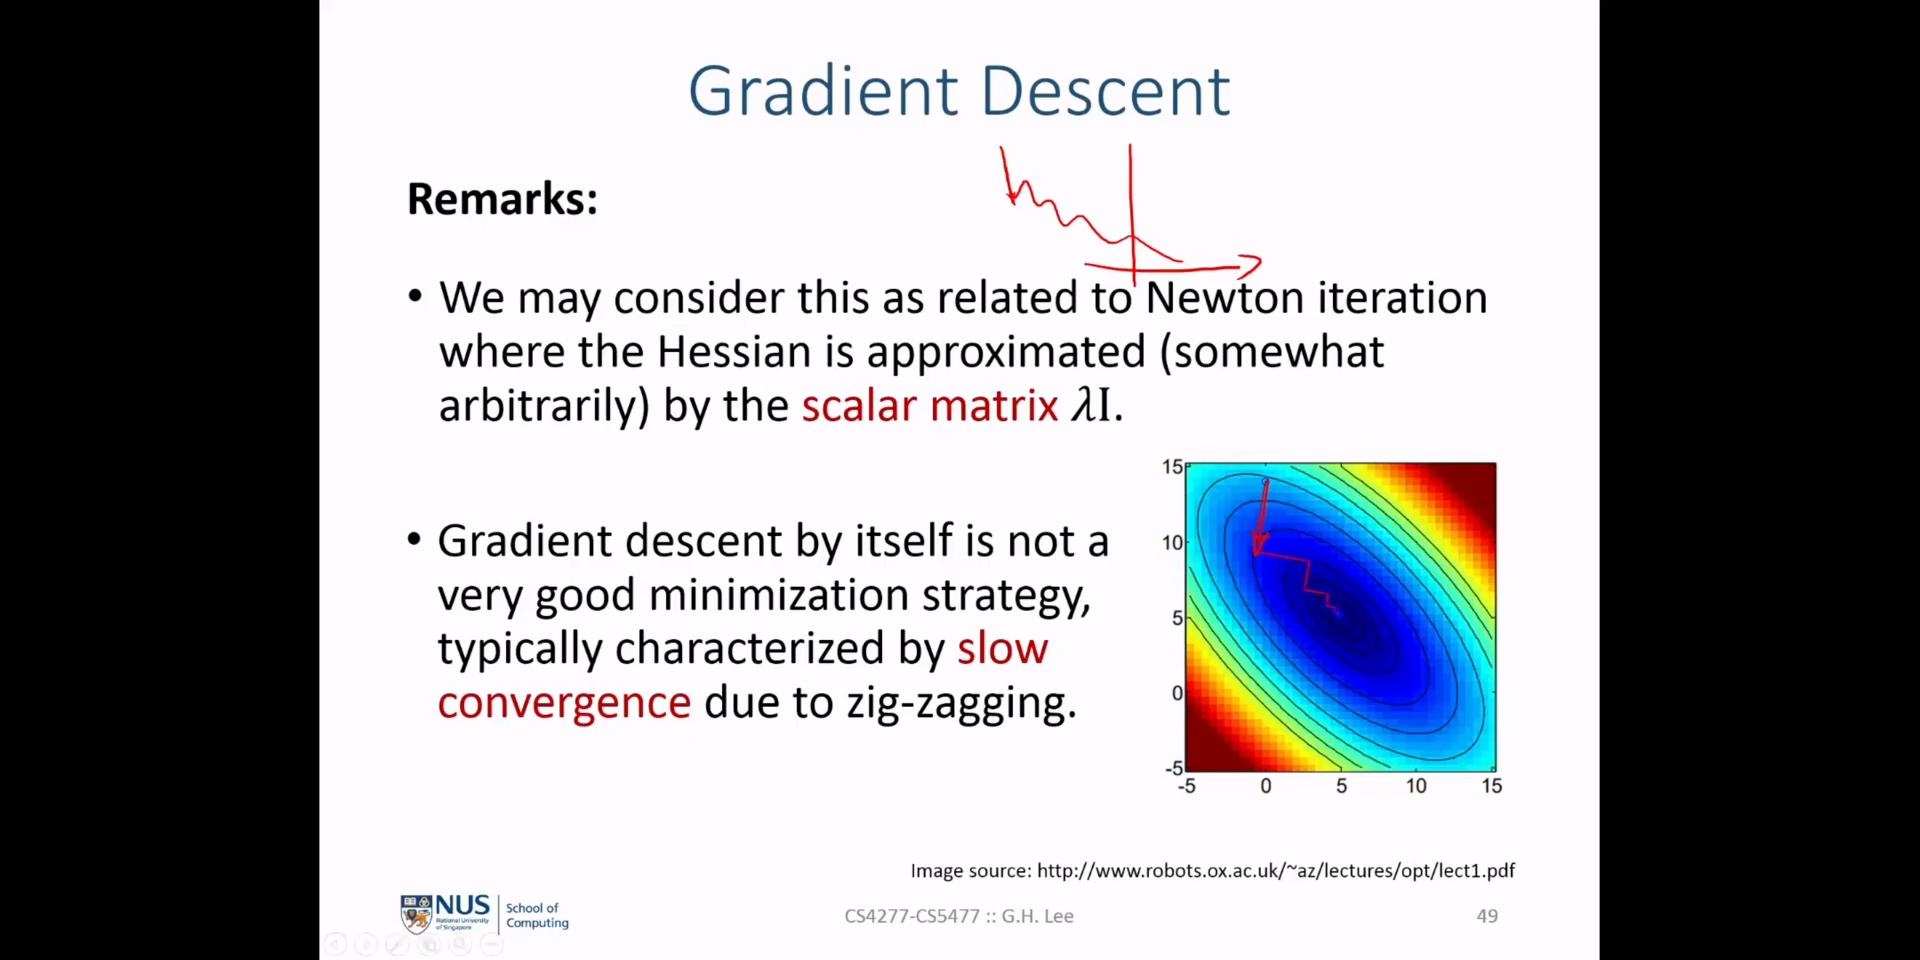 Gradient Descent
Remarks:
• We may consider this as related to Newton iteration
where the Hessian is approximated (somewhat
arbitrarily) by the scalar matrix λI.
• Gradient descent by itself is not a
very good minimization strategy,
typically characterized by slow
convergence due to zig-zagging.
15
10
5
0
-5
-5 0 5 10 15
Image source: http://www.robots.ox.ac.uk/~az/lectures/opt/lect1.pdf
NUS
National University
of Singapore
School of
Computing
CS4277-CS5477 :: G.H. Lee
49